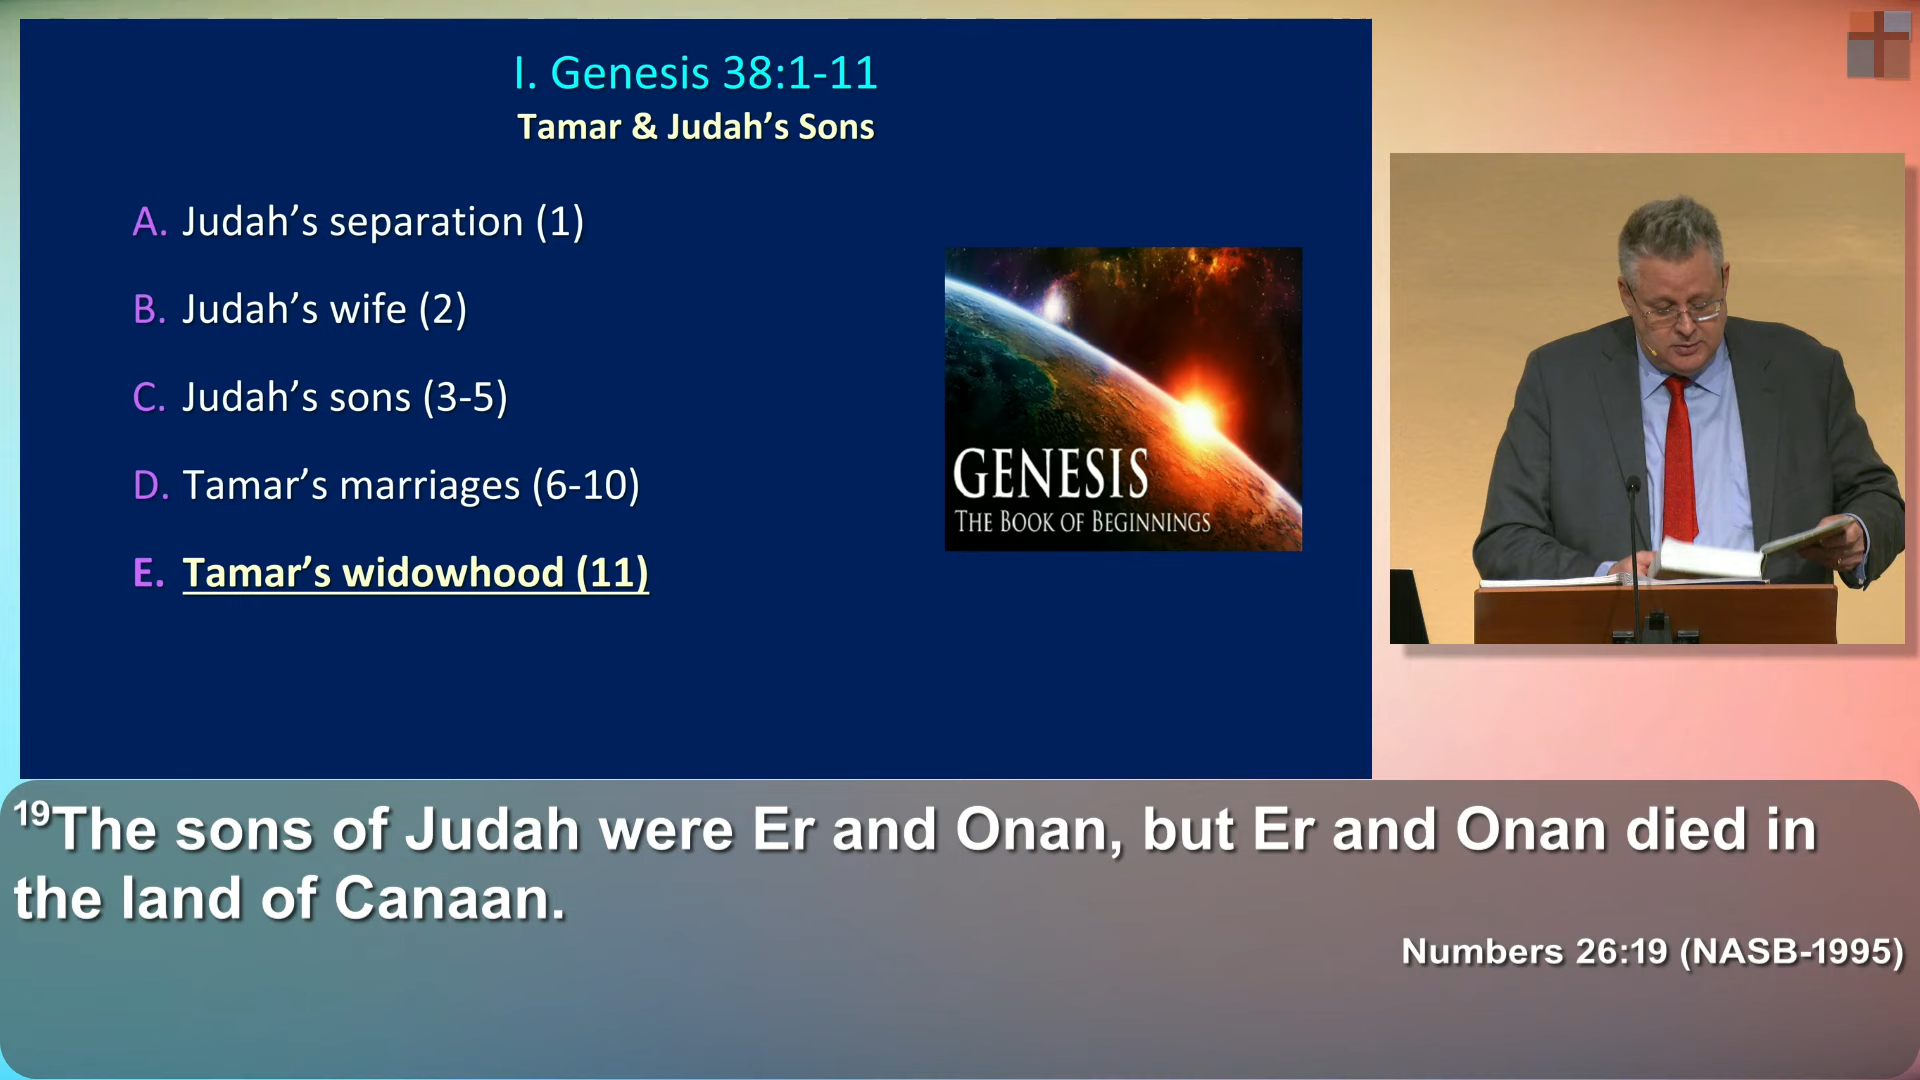 I. Genesis 38:1-11
Tamar & Judah’s Sons
A. Judah’s separation (1)
B. Judah’s wife (2)
C. Judah’s sons (3-5)
D. Tamar’s marriages (6-10)
E. Tamar’s widowhood (11)
GENESIS
THE BOOK OF BEGINNINGS
19The sons of Judah were Er and Onan, but Er and Onan died in
the land of Canaan.
Numbers 26:19 (NASB-1995)